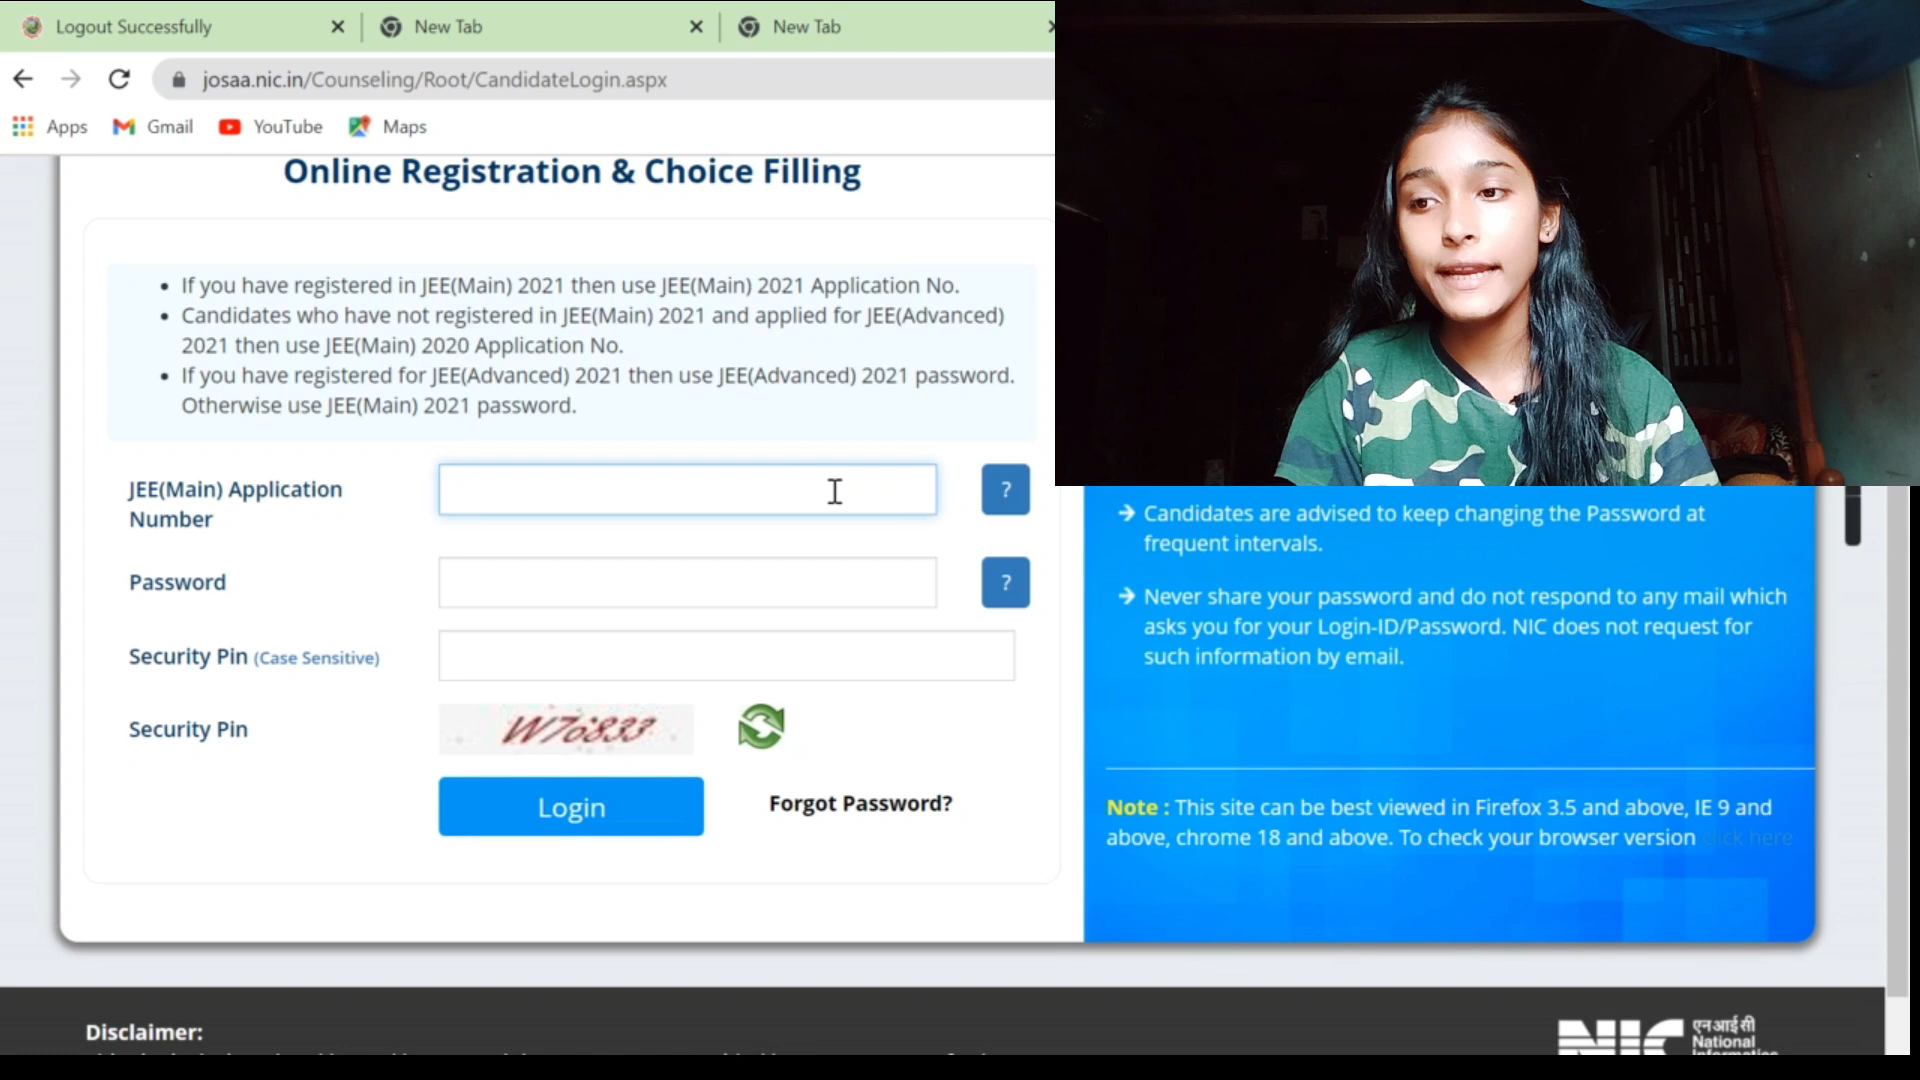 Logout Successfully
New Tab
New Tab
josaa.nic.in/Counseling/Root/CandidateLogin.aspx
Apps
Gmail
YouTube
Maps
Online Registration & Choice Filling
If you have registered in JEE(Main) 2021 then use JEE(Main) 2021 Application No.
Candidates who have not registered in JEE(Main) 2021 and applied for JEE(Advanced)
2021 then use JEE(Main) 2020 Application No.
If you have registered for JEE(Advanced) 2021 then use JEE(Advanced) 2021 password.
Otherwise use JEE(Main) 2021 password.
JEE(Main) Application
Number
?
Password
?
Security Pin (Case Sensitive)
Security Pin
W70833
Login
Forgot Password?
Candidates are advised to keep changing the Password at
frequent intervals.
Never share your password and do not respond to any mail which
asks you for your Login-ID/Password. NIC does not request for
such information by email.
Note : This site can be best viewed in Firefox 3.5 and above, IE 9 and
above, chrome 18 and above. To check your browser version click here
Disclaimer:
NIC
एन आई सी
National